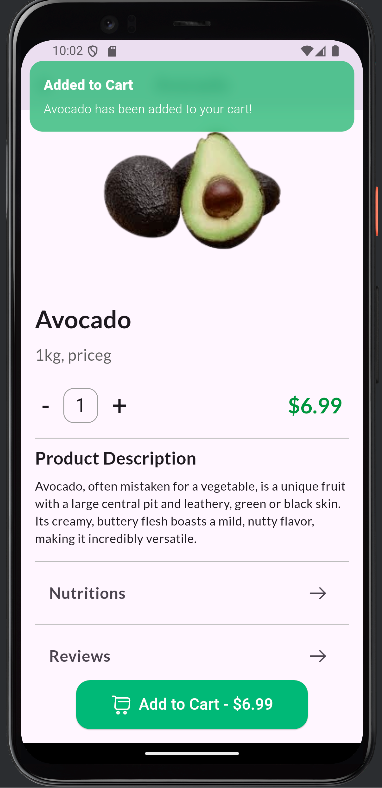 10:02
Added to Cart
Avocado has been added to your cart!
Avocado
1kg, priceg
- 1 + $6.99
Product Description
Avocado, often mistaken for a vegetable, is a unique fruit
with a large central pit and leathery, green or black skin.
Its creamy, buttery flesh boasts a mild, nutty flavor,
making it incredibly versatile.
Nutritions
Reviews
Add to Cart - $6.99